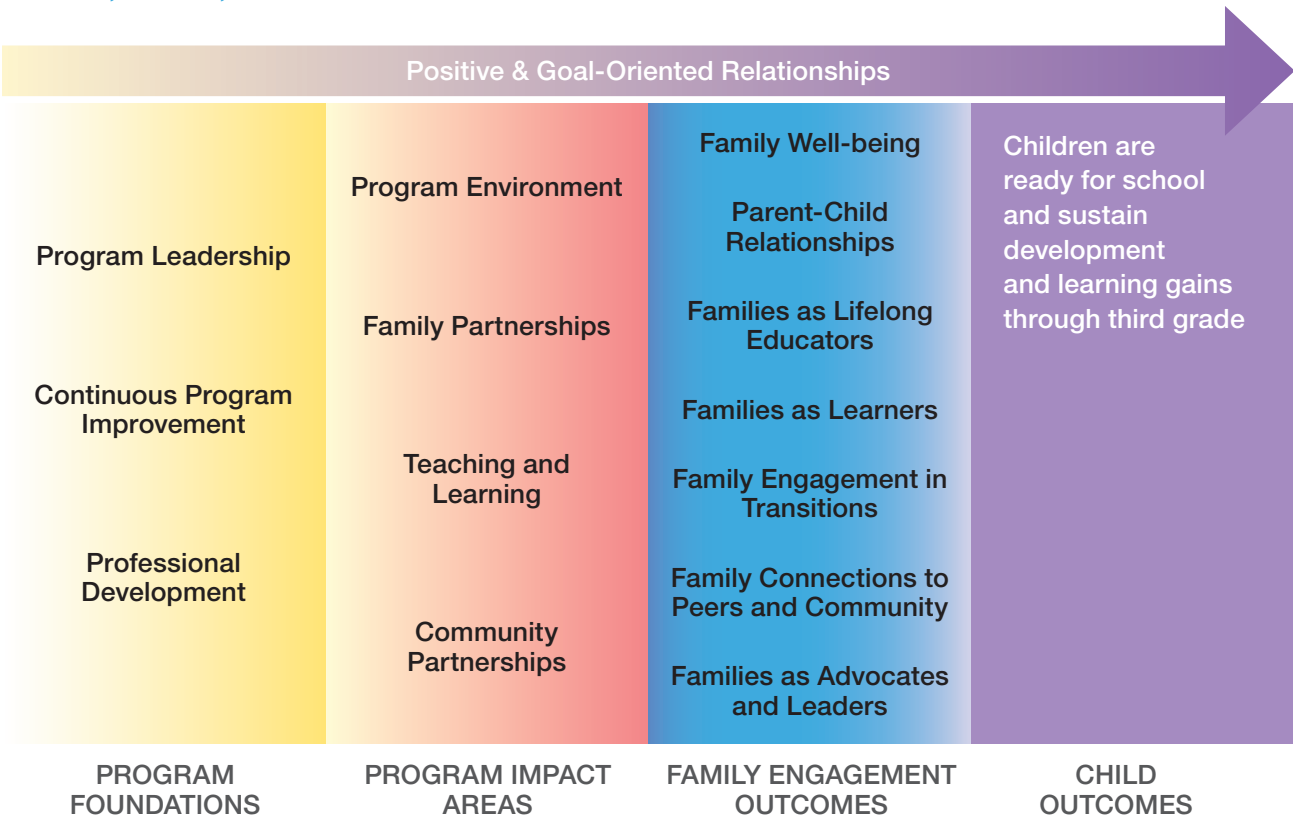 Positive & Goal-Oriented Relationships
Program Leadership
Continuous Program
Improvement
Professional
Development
PROGRAM
FOUNDATIONS
Program Environment
Family Partnerships
Teaching and
Learning
Community
Partnerships
PROGRAM IMPACT
AREAS
Family Well-being
Parent-Child
Relationships
Families as Lifelong
Educators
Families as Learners
Family Engagement in
Transitions
Family Connections to
Peers and Community
Families as Advocates
and Leaders
FAMILY ENGAGEMENT
OUTCOMES
Children are
ready for school
and sustain
development
and learning gains
through third grade
CHILD
OUTCOMES